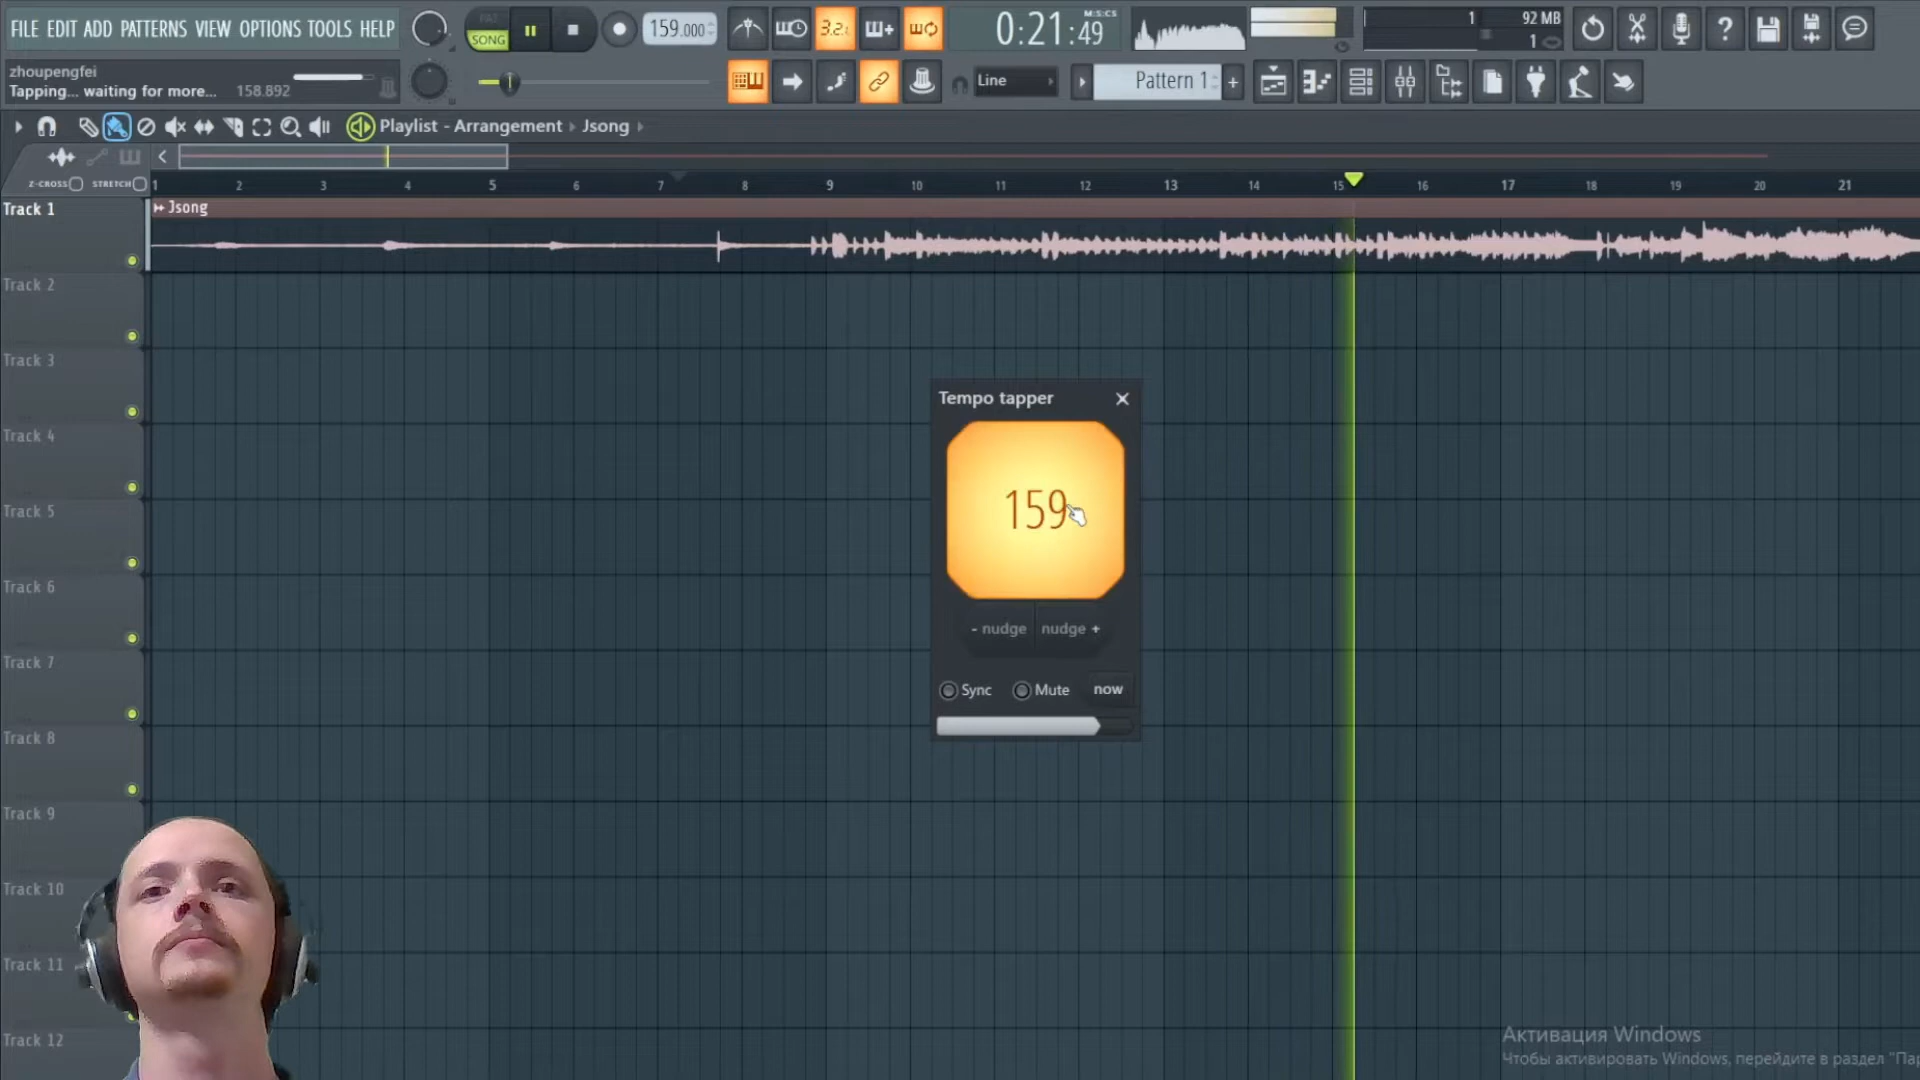 FILE EDIT ADD PATTERNS VIEW OPTIONS TOOLS HELP
PAT
SONG
159.000
3.2.
0:21:49
M:S:CS
1
92 MB
1
zhoupengfei
Tapping... waiting for more...
158.892
Line
Pattern 1
Playlist - Arrangement
Jsong
Z-CROSS
STRETCH
1 2 3 4 5 6 7 8 9 10 11 12 13 14 15 16 17 18 19 20 21
Track 1
Jsong
Track 2
Track 3
Track 4
Track 5
Track 6
Track 7
Track 8
Track 9
Track 10
Track 11
Track 12
Tempo tapper
159
- nudge
nudge +
Sync
Mute
now
Активация Windows
Чтобы активировать Windows, перейдите в раздел